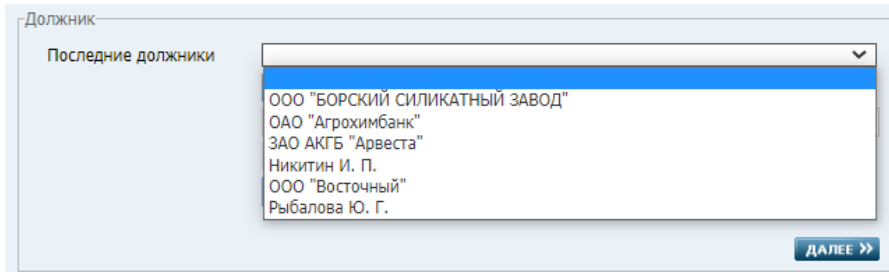 Должник
Последние должники
ООО "БОРСКИЙ СИЛИКАТНЫЙ ЗАВОД"
ОАО "Агрохимбанк"
ЗАО АКГБ "Арвеста"
Никитин И. П.
ООО "Восточный"
Рыбалова Ю. Г.
ДАЛЕЕ